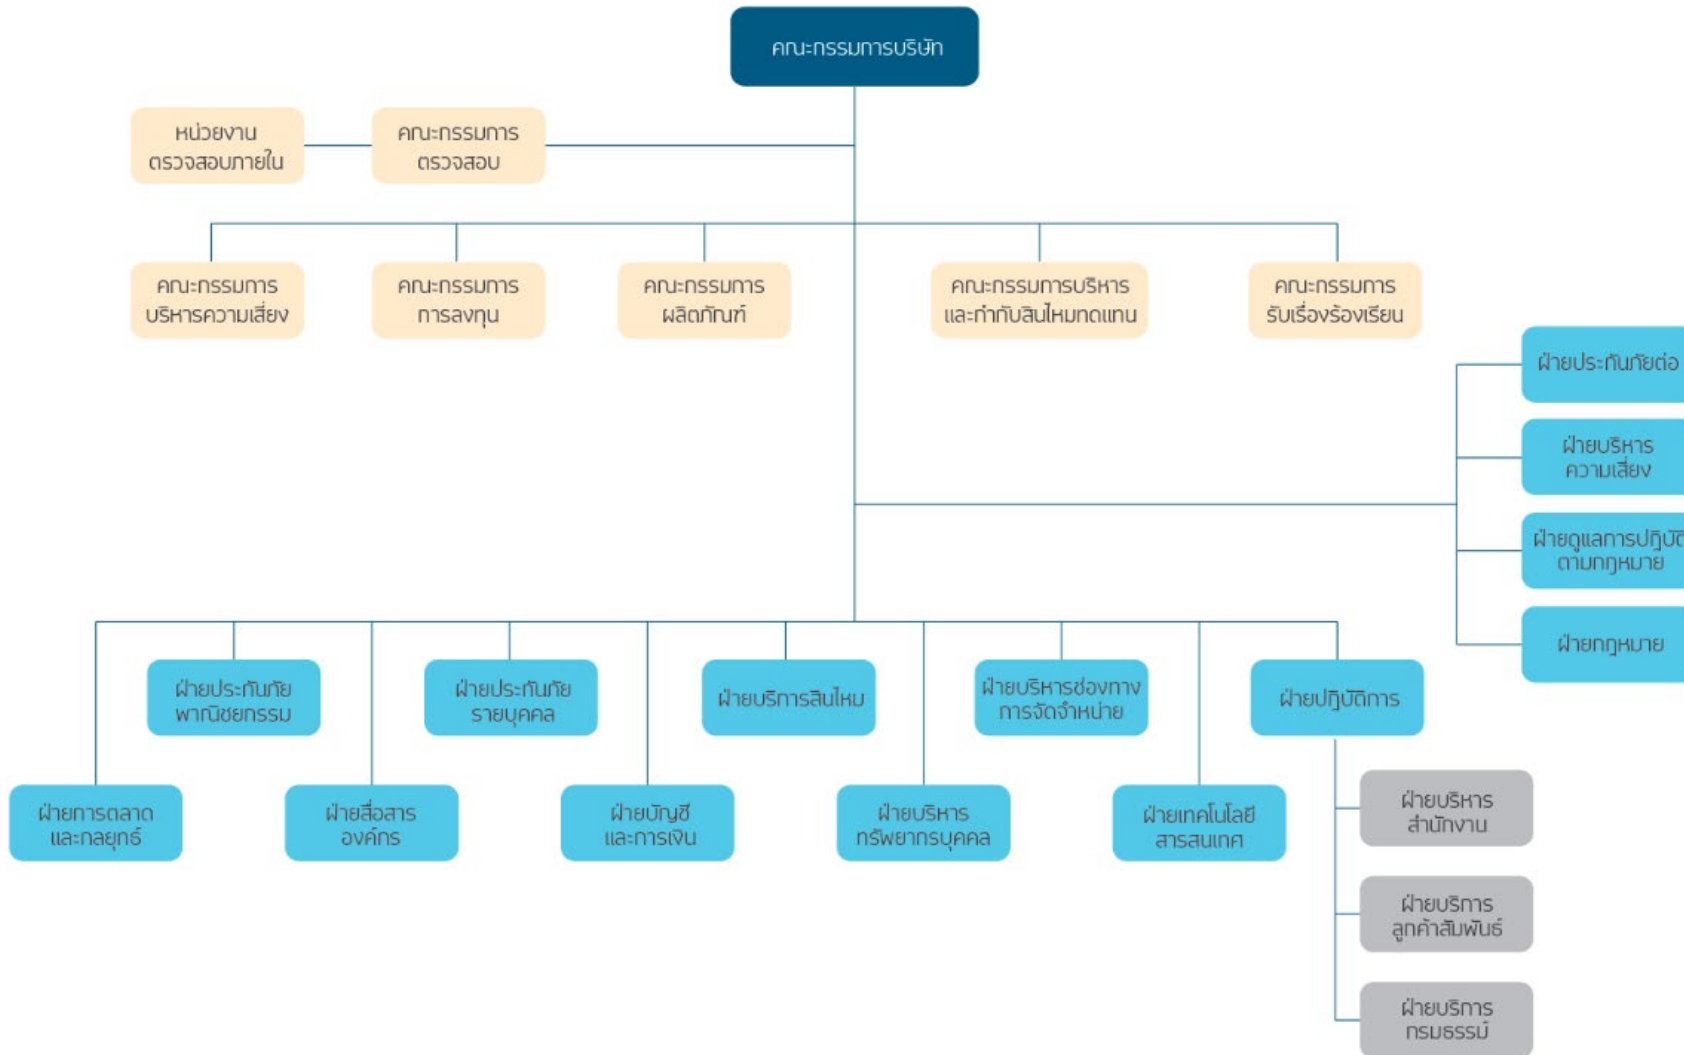 คณะกรรมการบริษัท
หน่วยงาน
ตรวจสอบภายใน
คณะกรรมการ
ตรวจสอบ
คณะกรรมการ
บริหารความเสี่ยง
คณะกรรมการ
การลงทุน
คณะกรรมการ
ผลิตภัณฑ์
คณะกรรมการบริหาร
และกำกับสินไหมทดแทน
คณะกรรมการ
รับเรื่องร้องเรียน
ฝ่ายประกันภัยต่อ
ฝ่ายบริหาร
ความเสี่ยง
ฝ่ายดูแลการปฏิบัติ
ตามกฎหมาย
ฝ่ายกฎหมาย
ฝ่ายประกันภัย
พาณิชยกรรม
ฝ่ายประกันภัย
รายบุคคล
ฝ่ายบริการสินไหม
ฝ่ายบริหารช่องทาง
การจัดจำหน่าย
ฝ่ายปฏิบัติการ
ฝ่ายการตลาด
และกลยุทธ์
ฝ่ายสื่อสาร
องค์กร
ฝ่ายบัญชี
และการเงิน
ฝ่ายบริหาร
ทรัพยากรบุคคล
ฝ่ายเทคโนโลยี
สารสนเทศ
ฝ่ายบริหาร
สำนักงาน
ฝ่ายบริการ
ลูกค้าสัมพันธ์
ฝ่ายบริการ
กรมธรรม์